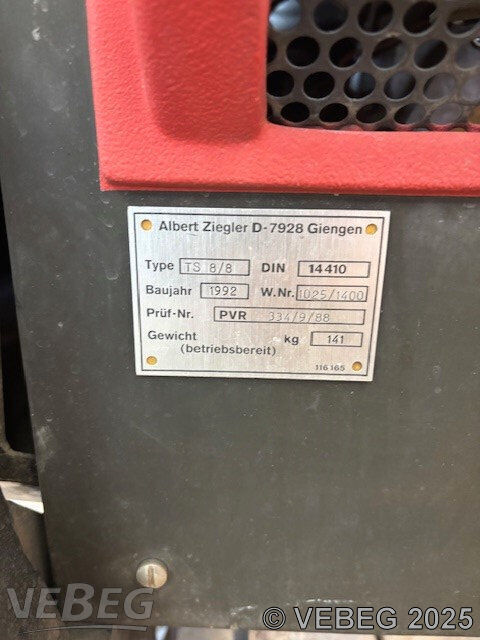 Albert Ziegler D-7928 Giengen
Type TS 8/8 DIN 14410
Baujahr 1992 W.Nr. 1025/1400
Prüf-Nr. PVR 334/9/88
Gewicht kg 141
(betriebsbereit)
116 165
VEBEG
© VEBEG 2025